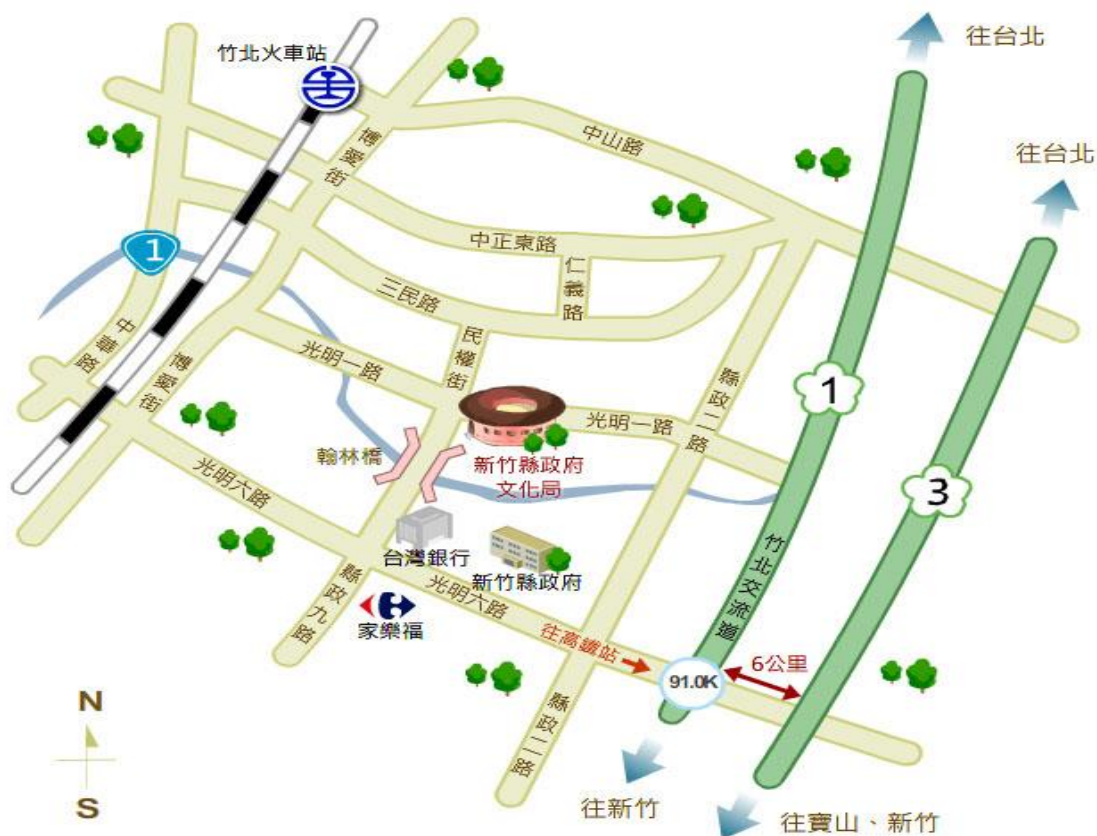 往台北
竹北火車站
中山路
博愛街
往台北
中正東路
1
仁義路
三民路
中華路
民權街
光明一路
博愛街
1
縣政二路
光明一路
新竹縣政府
文化局
翰林橋
3
光明六路
台灣銀行
新竹縣政府
竹北交流道
縣政九路
光明六路
家樂福
往高鐵站
6公里
91.0K
N
縣政二路
S
往新竹
往寶山、新竹